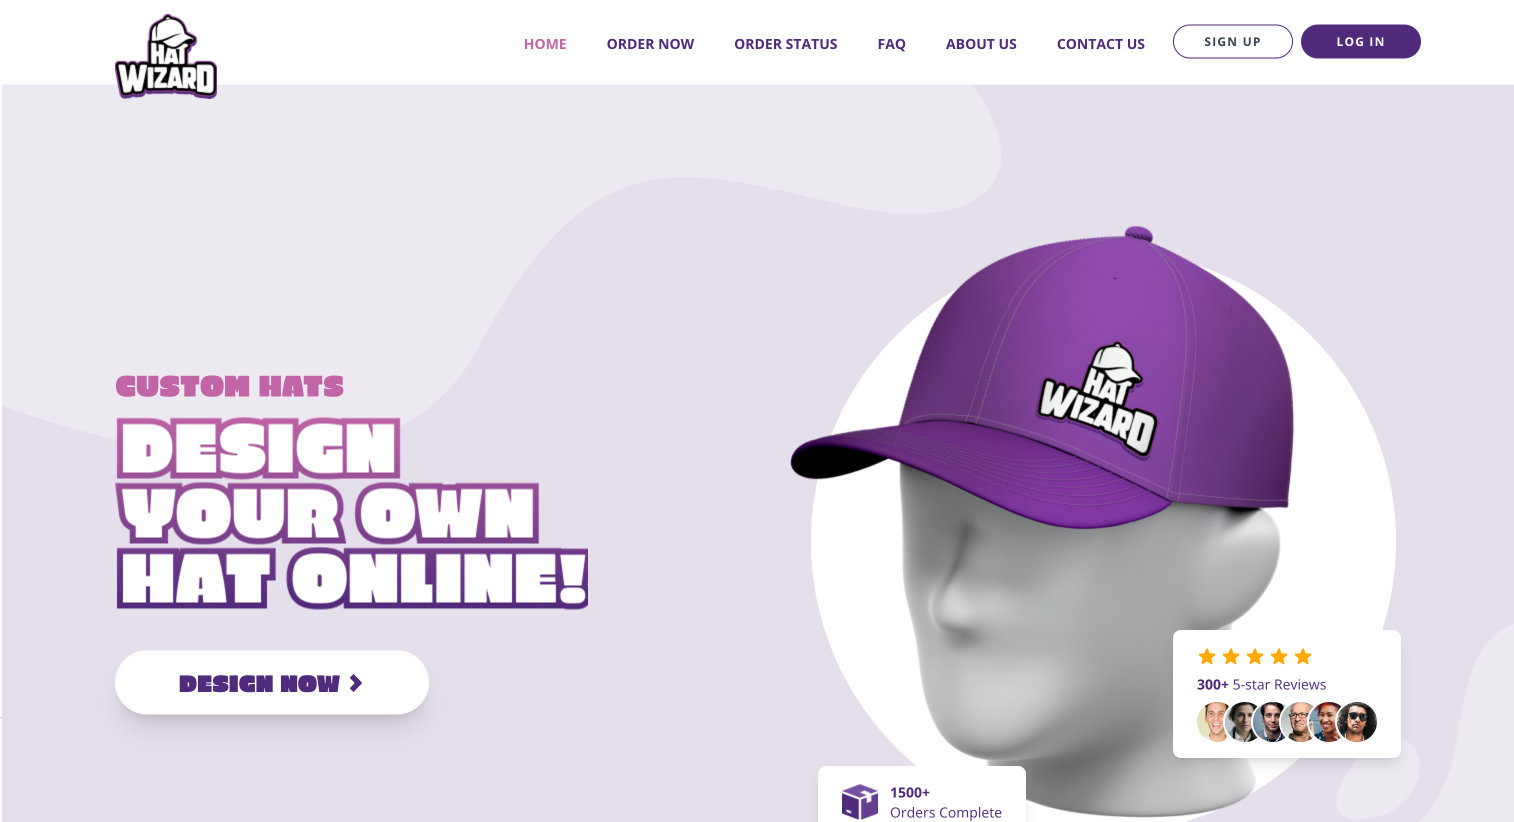 HAT
WIZARD
HOME
ORDER NOW
ORDER STATUS
FAQ
ABOUT US
CONTACT US
SIGN UP
LOG IN
CUSTOM HATS
DESIGN
YOUR OWN
HAT ONLINE!
DESIGN NOW
HAT
WIZARD
300+ 5-star Reviews
1500+
Orders Complete